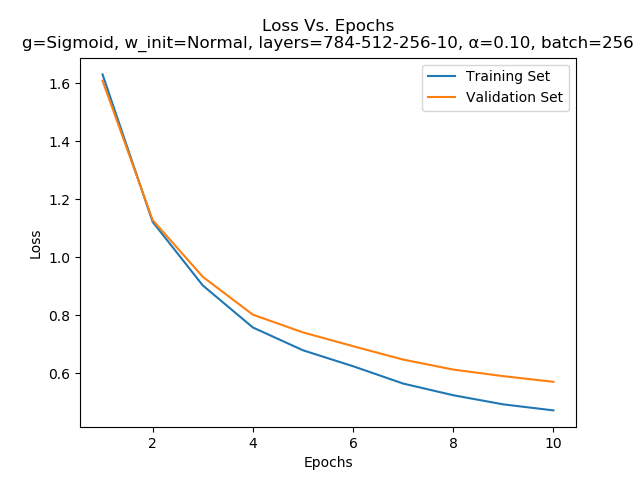 Loss Vs. Epochs
g=Sigmoid, w_init=Normal, layers=784-512-256-10, α=0.10, batch=256
Training Set
Validation Set
1.6
1.4
1.2
1.0
0.8
0.6
Loss
2 4 6 8 10
Epochs